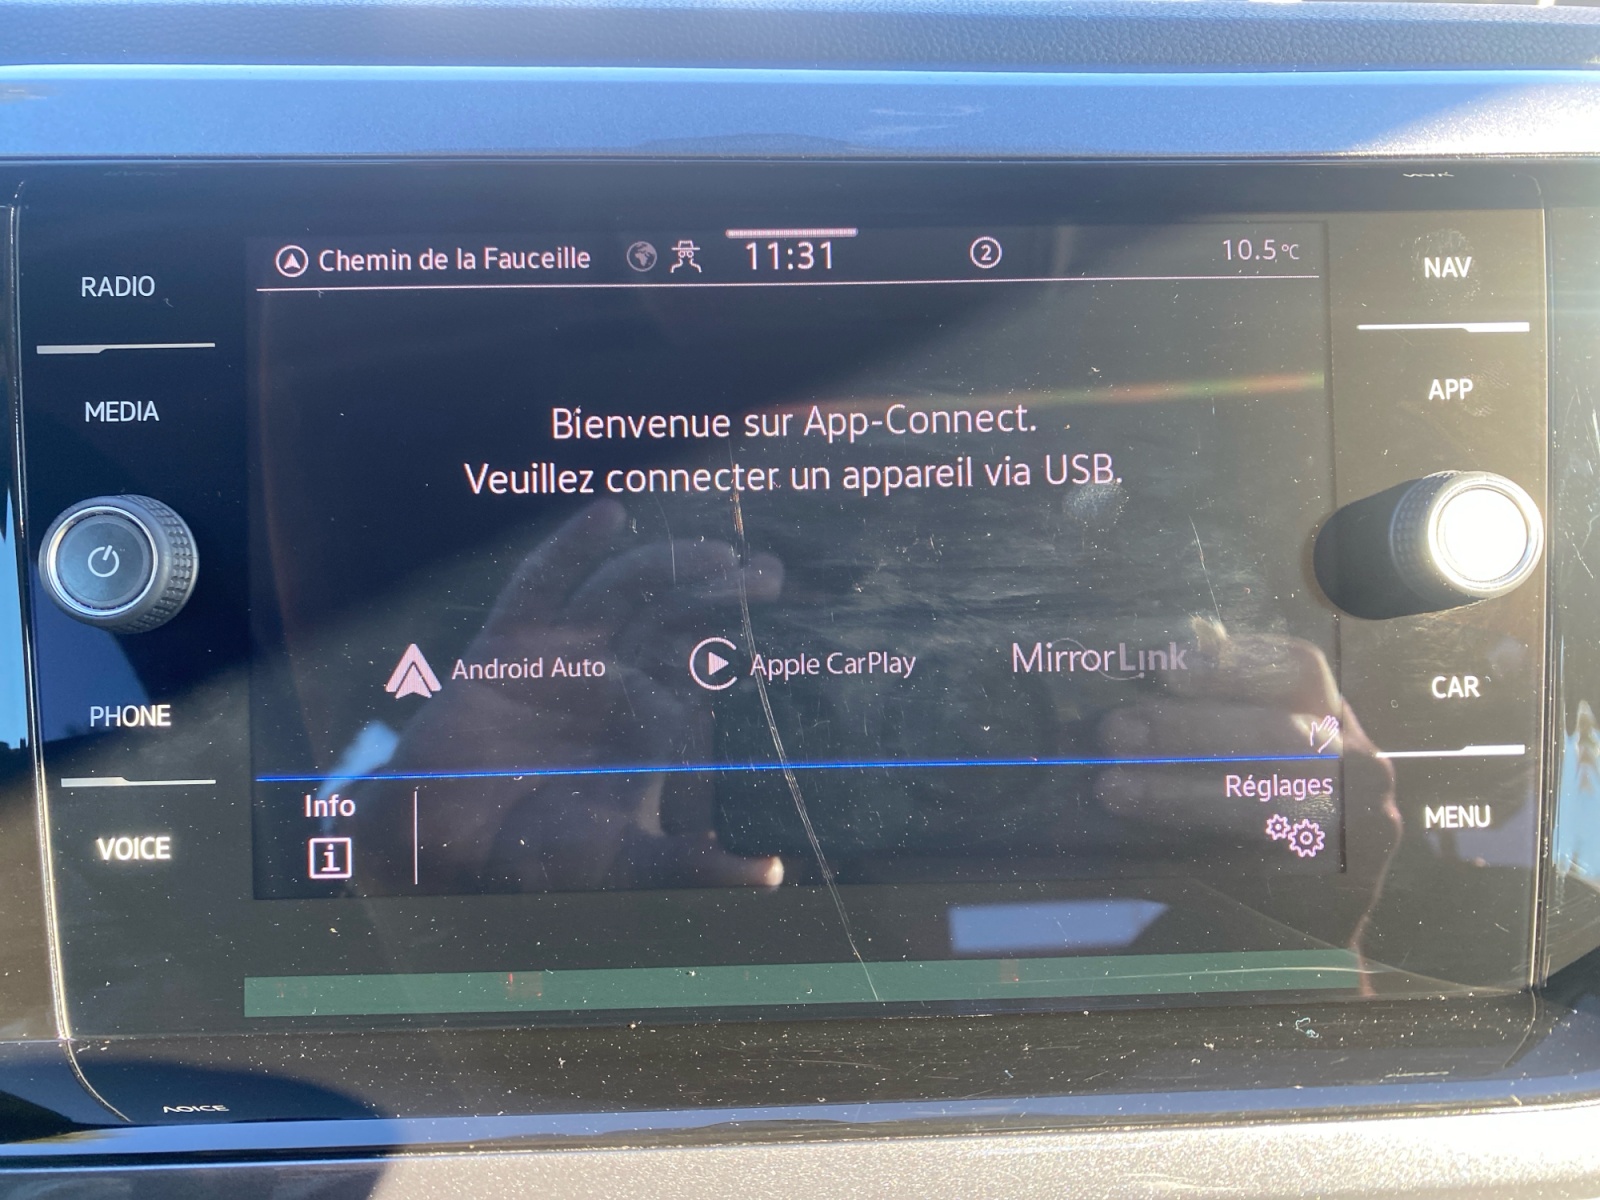 RADIO
MEDIA
PHONE
VOICE
Chemin de la Fauceille
11:31
2
10.5°C
Bienvenue sur App-Connect.
Veuillez connecter un appareil via USB.
Android Auto
Apple CarPlay
MirrorLink
Info
i
Réglages
NAV
APP
CAR
MENU